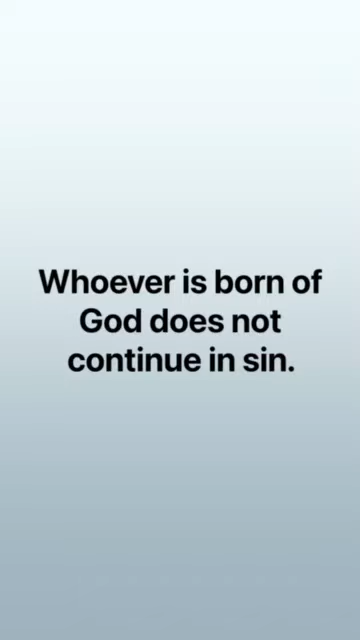 Whoever is born of
God does not
continue in sin.